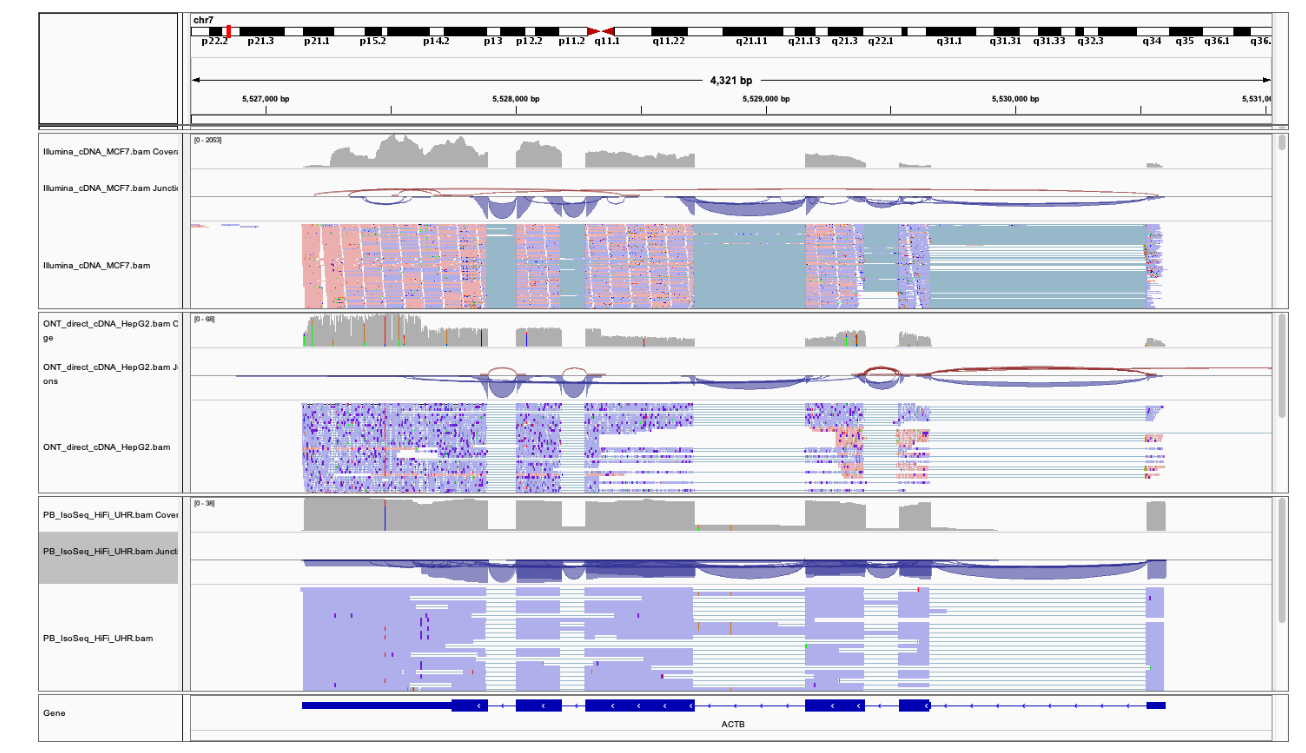 chr7
p22.2 p21.3 p21.1 p15.2 p14.2 p13 p12.2 p11.2 q11.1 q11.22 q21.11 q21.13 q21.3 q22.1 q31.1 q31.31 q31.33 q32.3 q34 q35 q36.1 q36.
4,321 bp
5,527,000 bp 5,528,000 bp 5,529,000 bp 5,530,000 bp 5,531,0
[0 - 2053]
Illumina_cDNA_MCF7.bam Covera
Illumina_cDNA_MCF7.bam Junctio
Illumina_cDNA_MCF7.bam
[0 - 68]
ONT_direct_cDNA_HepG2.bam C
ge
ONT_direct_cDNA_HepG2.bam J
ons
ONT_direct_cDNA_HepG2.bam
[0 - 38]
PB_IsoSeq_HiFi_UHR.bam Cover
PB_IsoSeq_HiFi_UHR.bam Juncti
PB_IsoSeq_HiFi_UHR.bam
Gene
ACTB